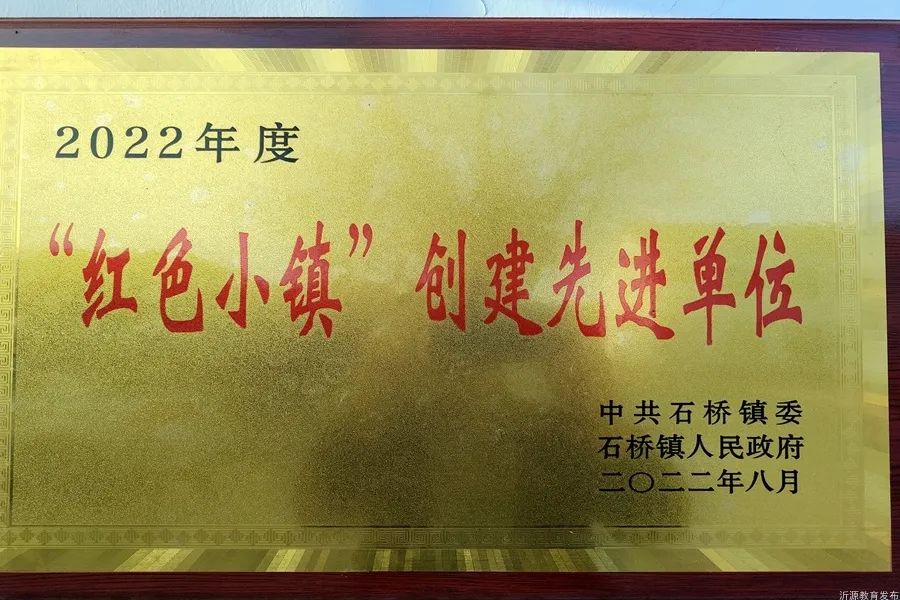 2022年度
“红色小镇”创建先进单位
中共石桥镇委
石桥镇人民政府
二〇二二年八月
沂源教育发布